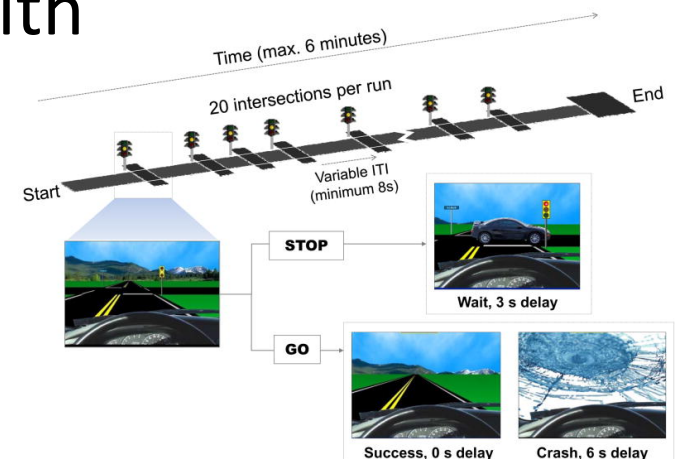 ith
Time (max. 6 minutes)
20 intersections per run
End
Variable ITI
(minimum 8s)
Start
STOP
Wait, 3 s delay
GO
Success, 0 s delay
Crash, 6 s delay